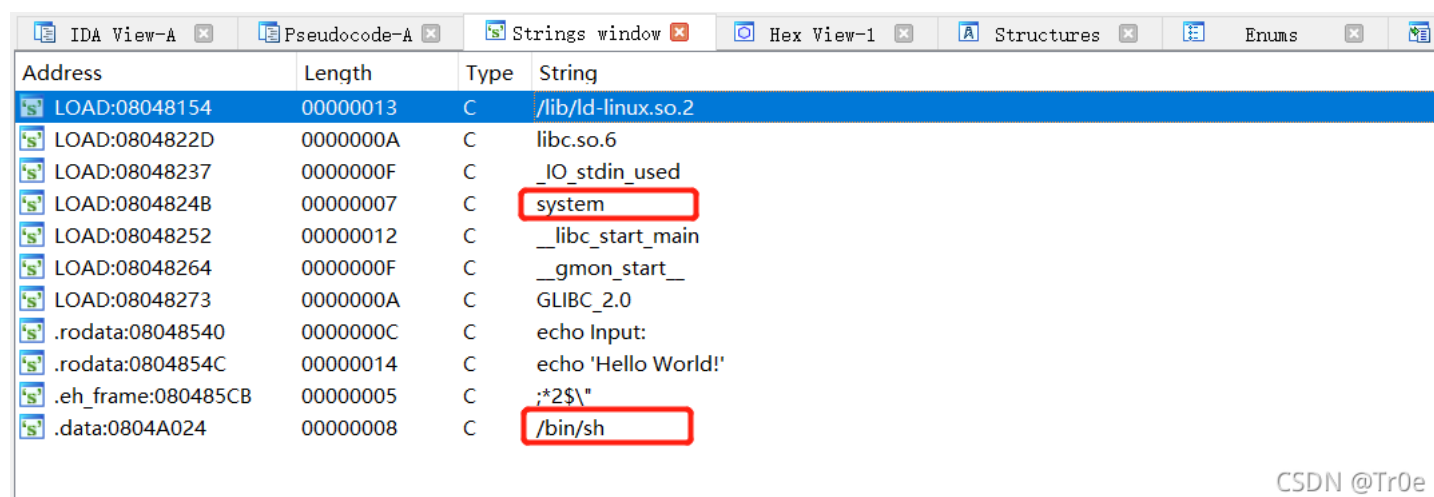 IDA View-A Pseudocode-A Strings window Hex View-1 Structures Enums
Address Length Type String
LOAD:08048154 00000013 C /lib/ld-linux.so.2
LOAD:0804822D 0000000A C libc.so.6
LOAD:08048237 0000000F C _IO_stdin_used
LOAD:0804824B 00000007 C system
LOAD:08048252 00000012 C __libc_start_main
LOAD:08048264 0000000F C __gmon_start__
LOAD:08048273 0000000A C GLIBC_2.0
.rodata:08048540 0000000C C echo Input:
.rodata:0804854C 00000014 C echo 'Hello World!'
.eh_frame:080485CB 00000005 C ;*2$\"
.data:0804A024 00000008 C /bin/sh
CSDN @Tr0e